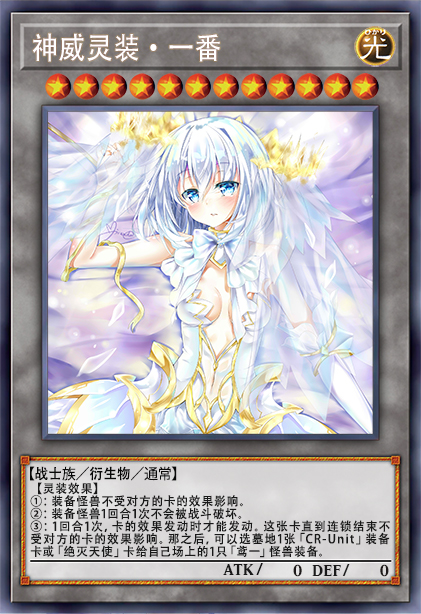 神威灵装・一番
ひかり
光
【战士族／衍生物／通常】
【灵装效果】
①：装备怪兽不受对方的卡的效果影响。
②：装备怪兽1回合1次不会被战斗破坏。
③：1回合1次，卡的效果发动时才能发动。这张卡直到连锁结束不
受对方的卡的效果影响。那之后，可以选墓地1张「CR-Unit」装备
卡或「绝灭天使」卡给自己场上的1只「鸢一」怪兽装备。
ATK/ 0 DEF/ 0